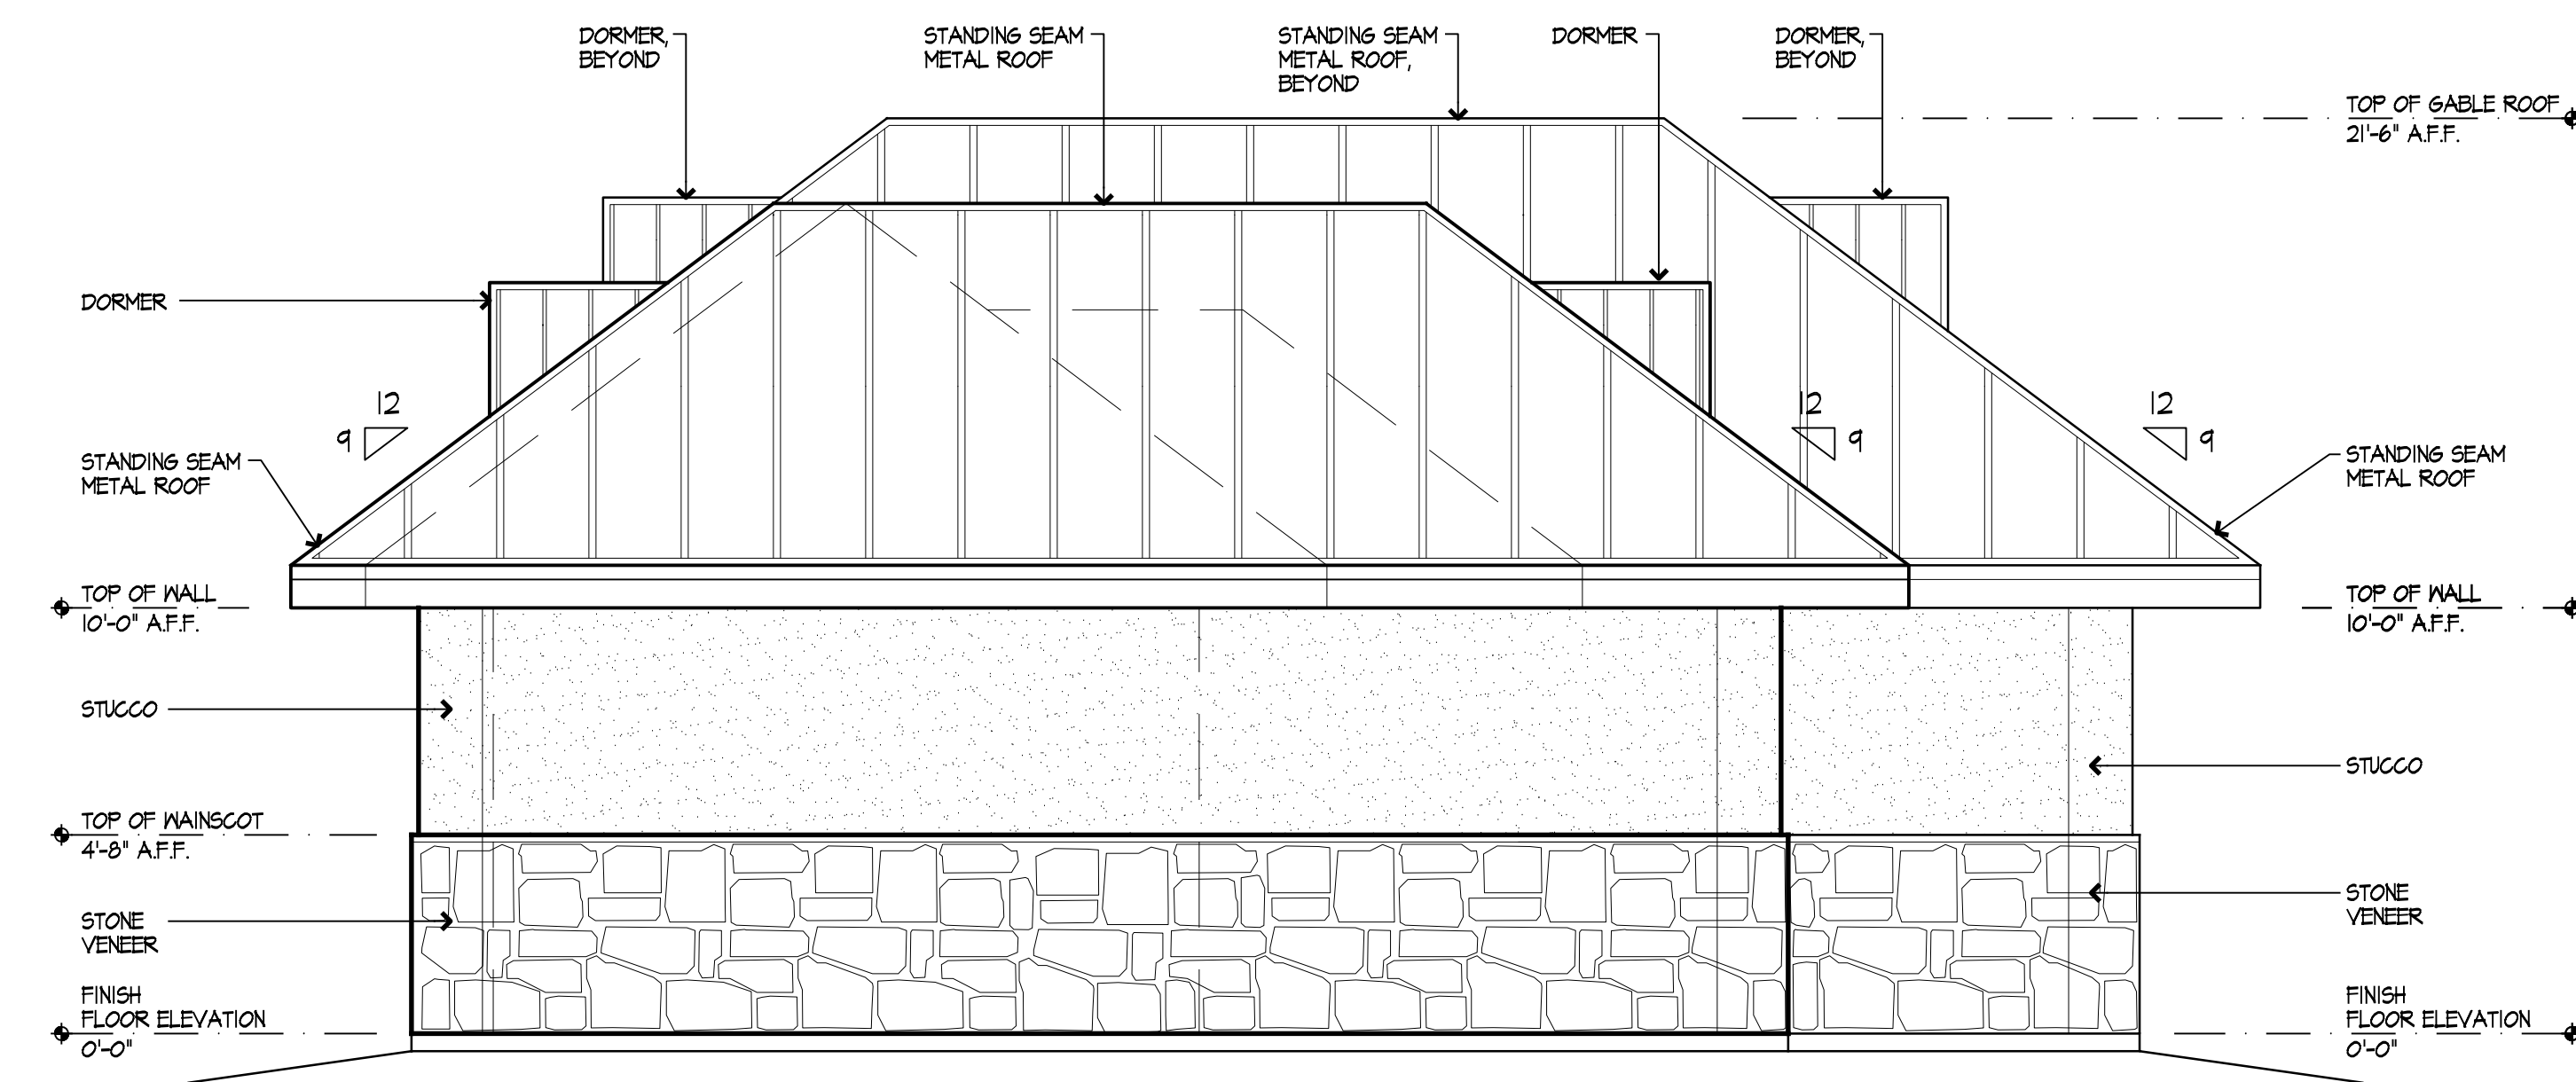 DORMER,
BEYOND
STANDING SEAM
METAL ROOF
STANDING SEAM
METAL ROOF,
BEYOND
DORMER
DORMER,
BEYOND
TOP OF GABLE ROOF
21'-6" A.F.F.
DORMER
12
9
12
9
12
9
STANDING SEAM
METAL ROOF
STANDING SEAM
METAL ROOF
TOP OF WALL
10'-0" A.F.F.
TOP OF WALL
10'-0" A.F.F.
STUCCO
STUCCO
TOP OF WAINSCOT
4'-8" A.F.F.
STONE
VENEER
STONE
VENEER
FINISH
FLOOR ELEVATION
0'-0"
FINISH
FLOOR ELEVATION
0'-0"